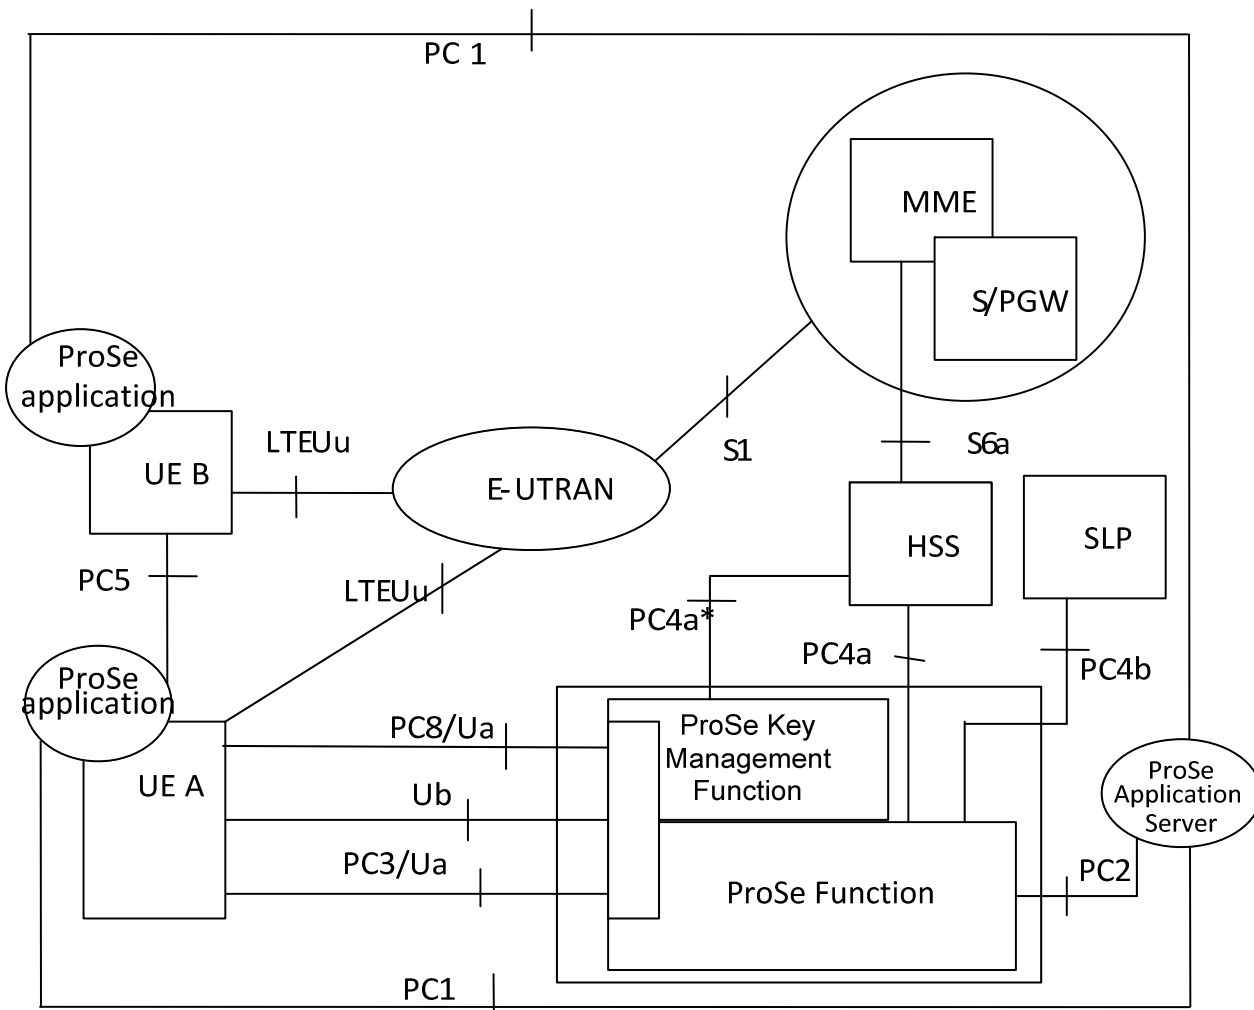 PC 1
MME
S/PGW
ProSe
application
LTEUu
UE B
E-UTRAN
S1
S6a
HSS
SLP
PC5
LTEUu
PC4a*
PC4a
PC4b
ProSe
application
UE A
PC8/Ua
Ub
PC3/Ua
ProSe Key
Management
Function
ProSe Function
ProSe
Application
Server
PC2
PC1